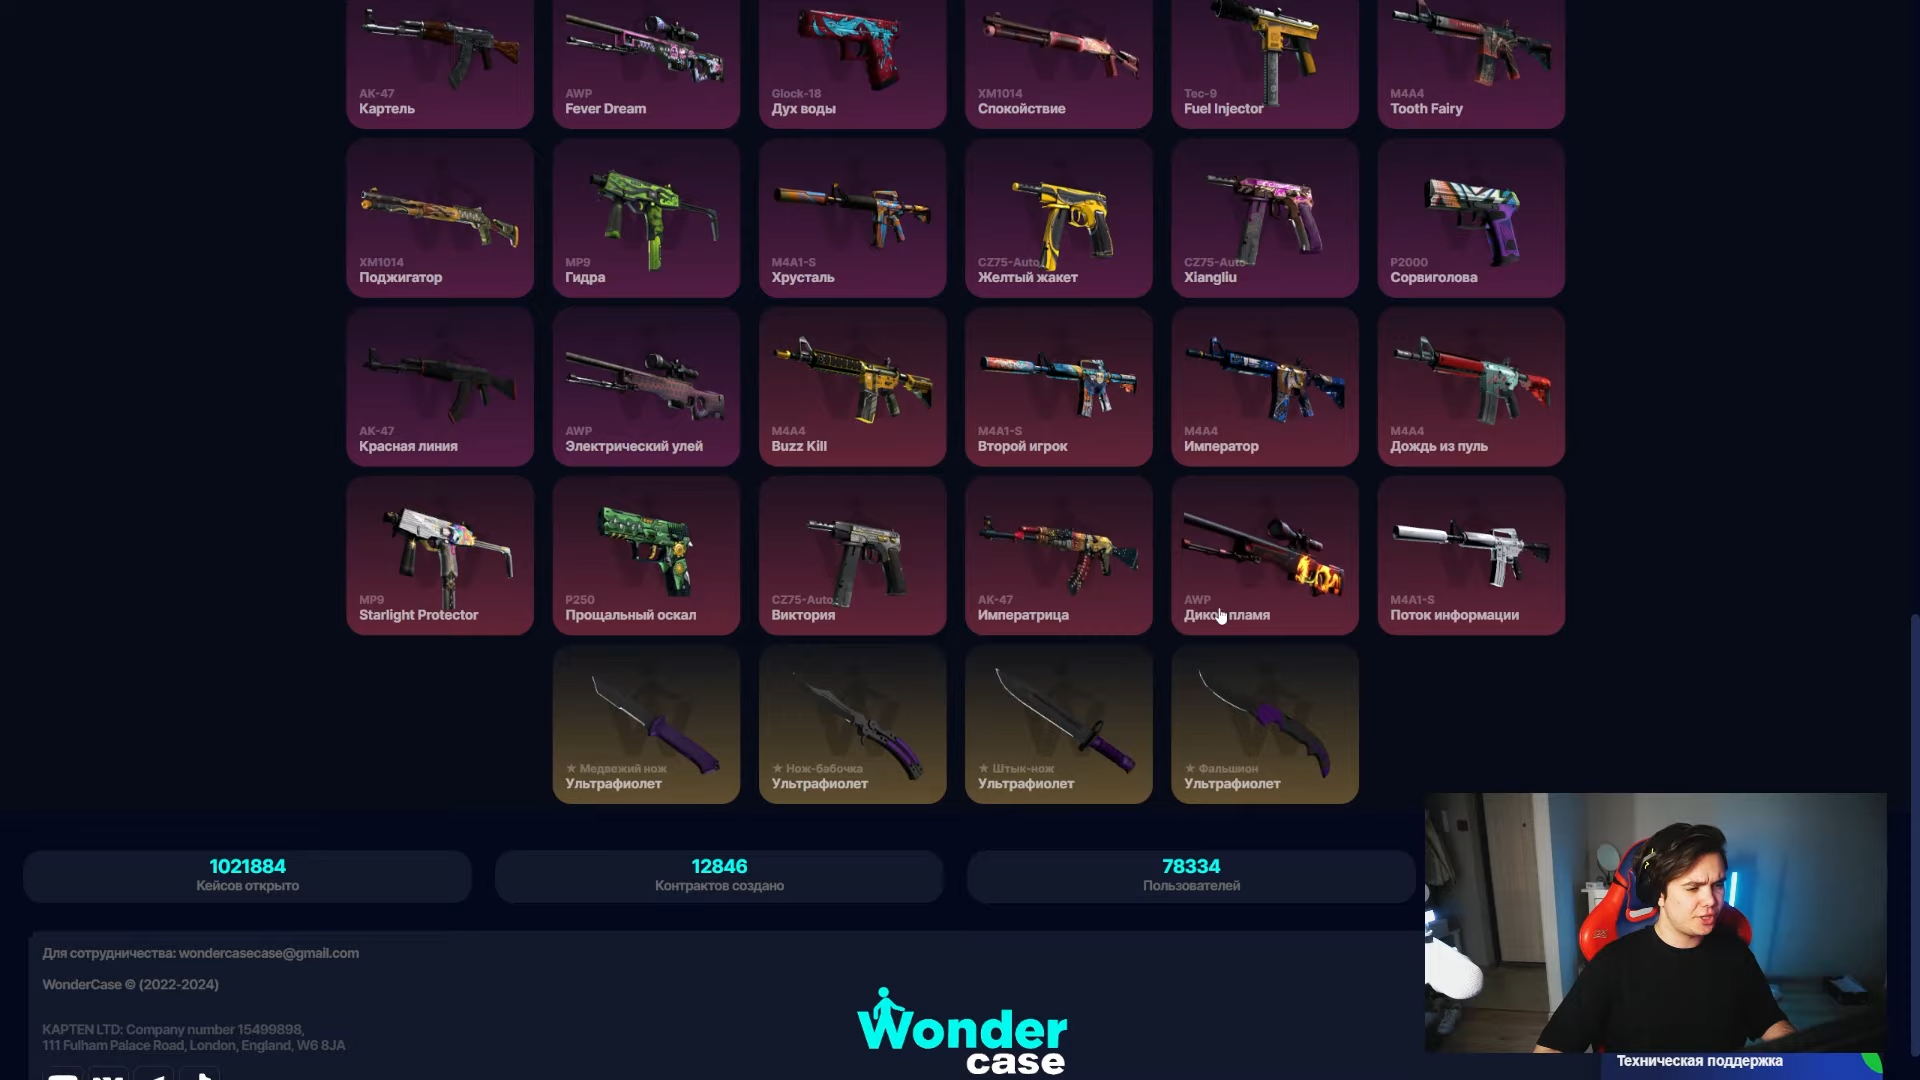 AK-47
Картель
AWP
Fever Dream
Glock-18
Дух воды
XM1014
Спокойствие
Tec-9
Fuel Injector
M4A4
Tooth Fairy
XM1014
Поджигатор
MP9
Гидра
M4A1-S
Хрусталь
CZ75-Auto
Желтый жакет
CZ75-Auto
Xiangliu
P2000
Сорвиголова
AK-47
Красная линия
AWP
Электрический улей
M4A4
Buzz Kill
M4A1-S
Второй игрок
M4A4
Император
M4A4
Дождь из пуль
MP9
Starlight Protector
P250
Прощальный оскал
CZ75-Auto
Виктория
AK-47
Императрица
AWP
пламя
M4A1-S
Поток информации
★ Медвежий нож
Ультрафиолет
★ Нож-бабочка
Ультрафиолет
★ Штык-нож
Ультрафиолет
★ Фальшион
Ультрафиолет
1021884
Кейсов открыто
12846
Контрактов создано
78334
Пользователей
Для сотрудничества: wondercasecase@gmail.com
WonderCase © (2022-2024)
KAPTEN LTD: Company number 15499898,
111 Fulham Palace Road, London, England, W6 8JA
Wonder
case
Техническая поддержка